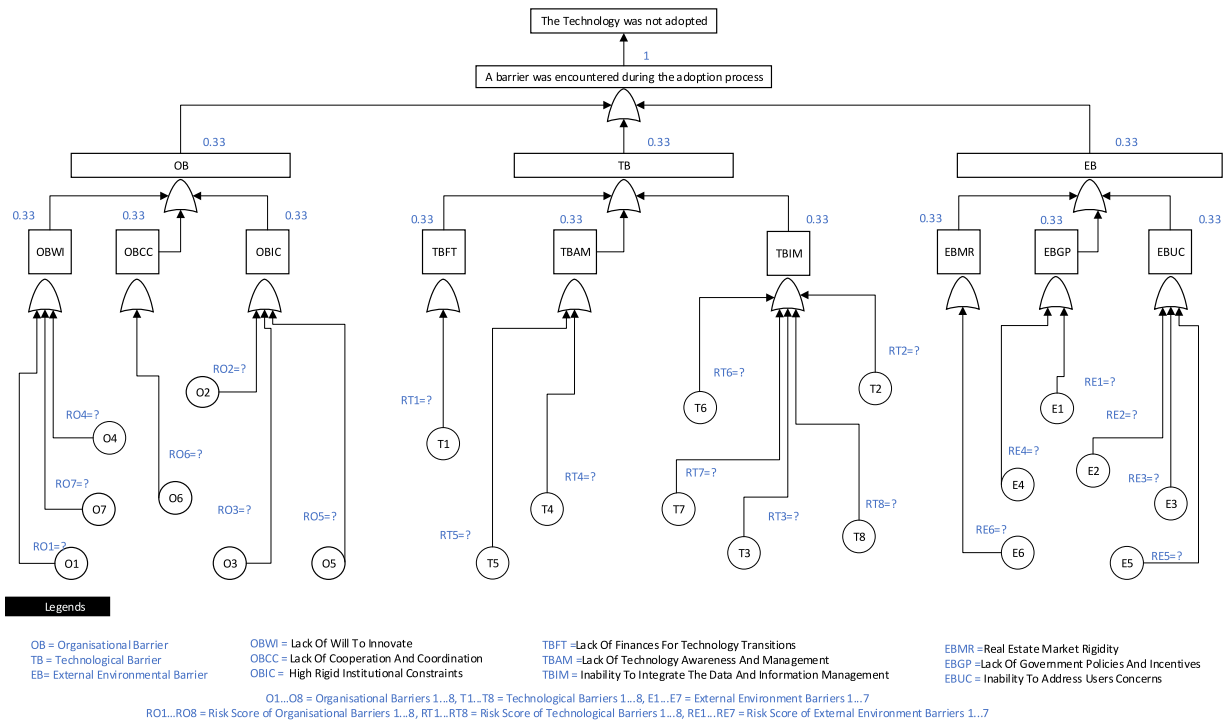 The Technology was not adopted
1
A barrier was encountered during the adoption process
0.33 0.33 0.33
OB TB EB
0.33 0.33 0.33 0.33 0.33 0.33 0.33 0.33 0.33
OBWI OBCC OBIC TBFT TBAM TBIM EBMR EBGP EBUC
RT2=?
RO2=? RT6=? RE1=?
O2 T2
RT1=? T6 E1
RO4=? RE2=?
O4 T1
RO6=? RE4=?
RO7=? RT4=? RT7=? E2 RE3=?
O6 E4
RO3=? RO5=? RT3=? RT8=? E3
O7 T4 T7
RT5=? RE6=?
RO1=? T8
T3 E6 RE5=?
O1 O3 O5 T5 E5
Legends
OB = Organisational Barrier
TB = Technological Barrier
EB= External Environmental Barrier
OBWI = Lack Of Will To Innovate
OBCC = Lack Of Cooperation And Coordination
OBIC = High Rigid Institutional Constraints
TBFT =Lack Of Finances For Technology Transitions
TBAM =Lack Of Technology Awareness And Management
TBIM = Inability To Integrate The Data And Information Management
EBMR =Real Estate Market Rigidity
EBGP =Lack Of Government Policies And Incentives
EBUC = Inability To Address Users Concerns
O1...O8 = Organisational Barriers 1...8, T1...T8 = Technological Barriers 1...8, E1...E7 = External Environment Barriers 1...7
RO1...RO8 = Risk Score of Organisational Barriers 1...8, RT1...RT8 = Risk Score of Technological Barriers 1...8, RE1...RE7 = Risk Score of External Environment Barriers 1...7